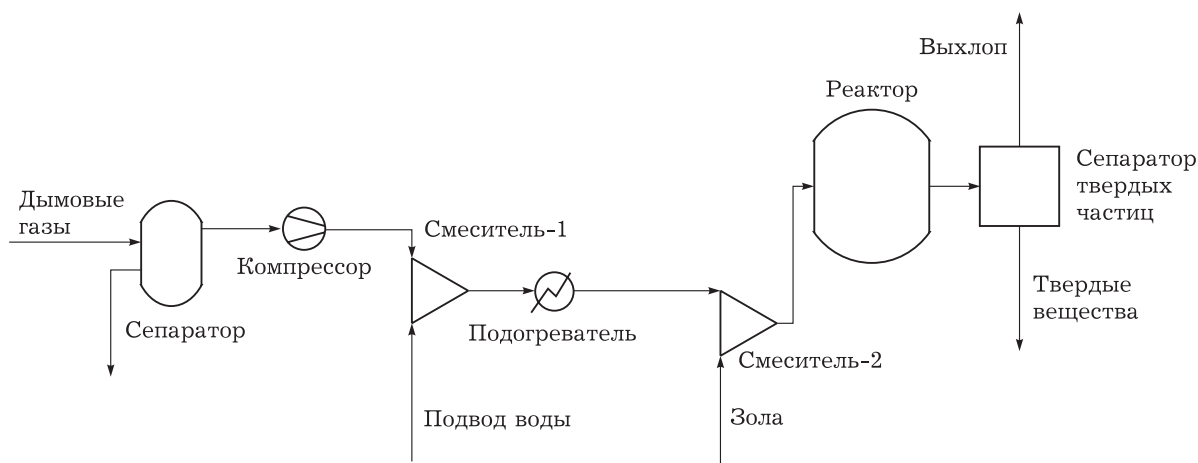 Выхлоп
Реактор
Сепаратор
твердых
частиц
Дымовые
газы
Смеситель-1
Компрессор
Твердые
вещества
Сепаратор
Подогреватель
Смеситель-2
Подвод воды
Зола